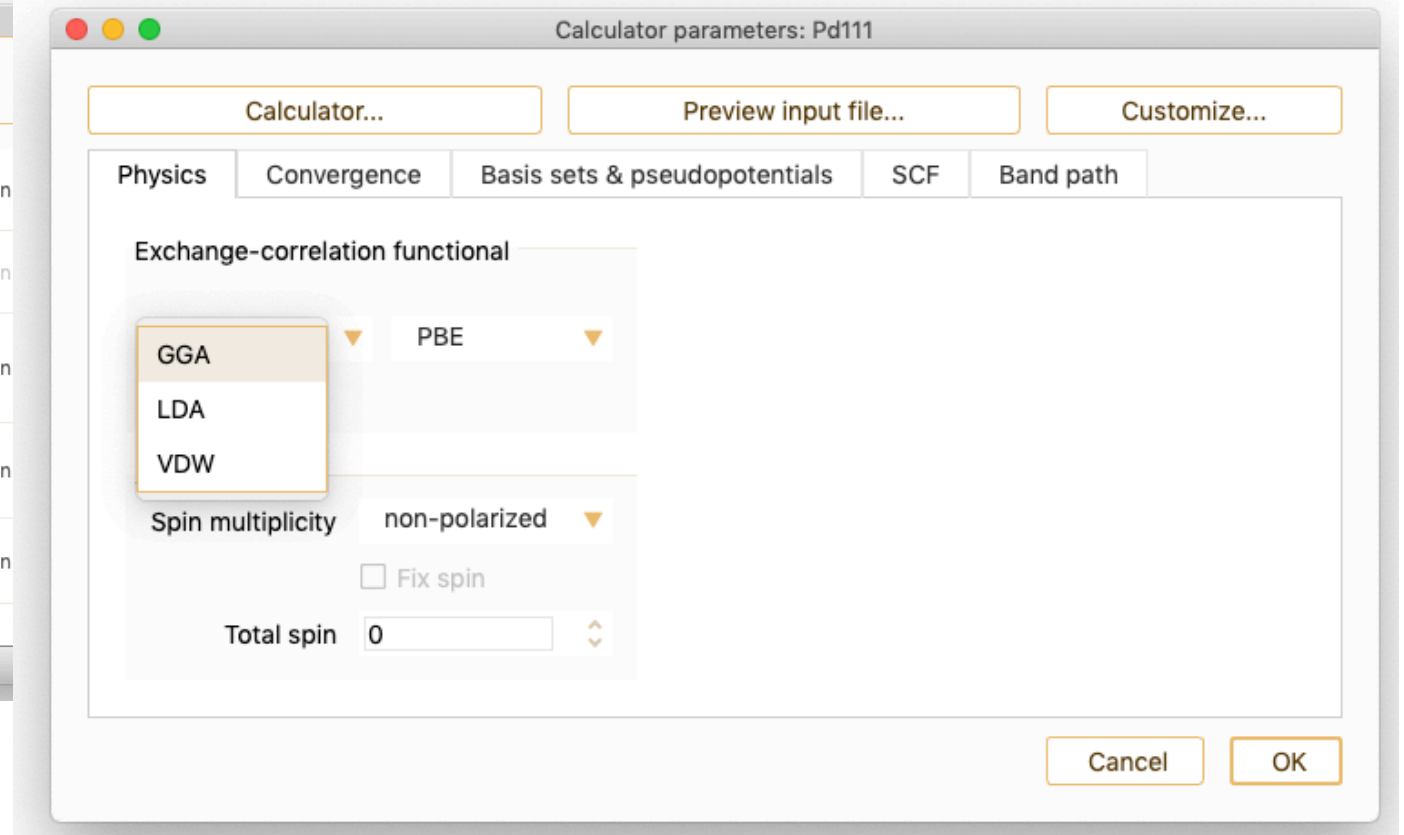 Calculator parameters: Pd111
Calculator... Preview input file... Customize...
Physics Convergence Basis sets & pseudopotentials SCF Band path
Exchange-correlation functional
PBE
GGA
LDA
VDW
Spin multiplicity non-polarized
Fix spin
Total spin 0
Cancel OK
n
n
n
n
n